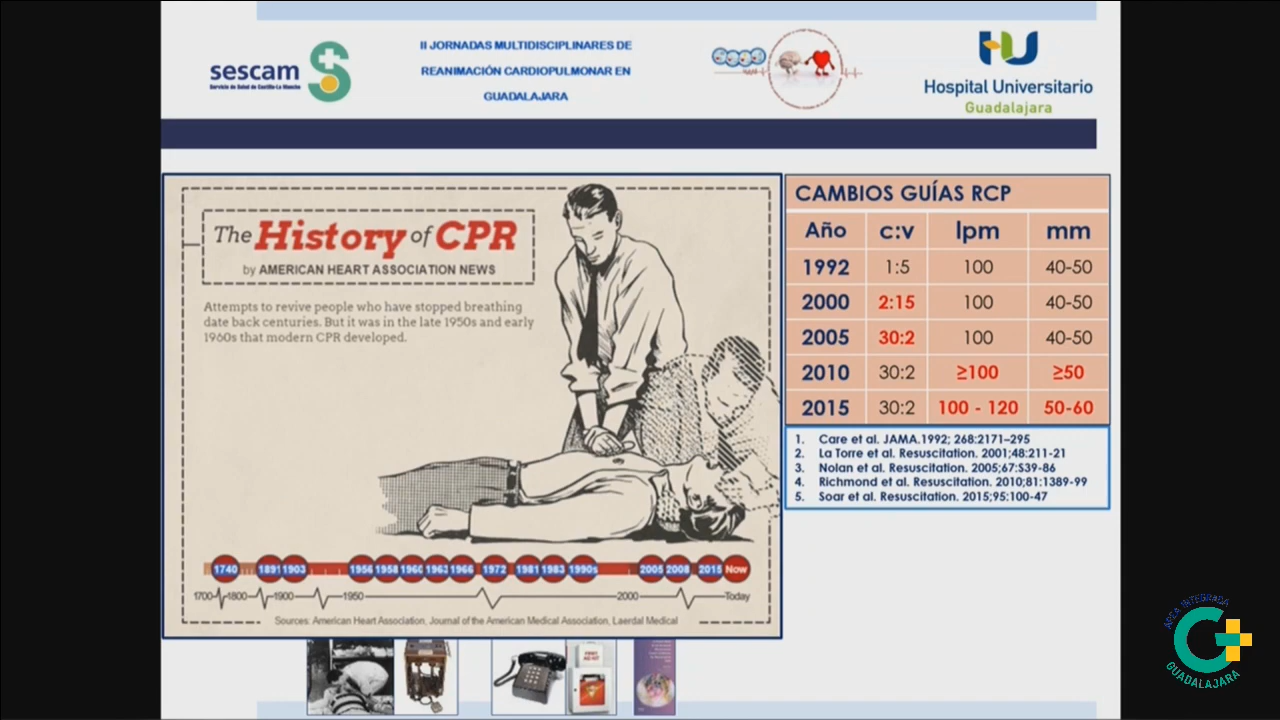 sescam
Servicio de Salud de Castilla-La Mancha
II JORNADAS MULTIDISCIPLINARES DE
REANIMACIÓN CARDIOPULMONAR EN
GUADALAJARA
Hospital Universitario
Guadalajara
The History of CPR
by AMERICAN HEART ASSOCIATION NEWS
Attempts to revive people who have stopped breathing
date back centuries. But it was in the late 1950s and early
1960s that modern CPR developed.
1740 1891 1903 1956 1958 1960 1963 1966 1972 1981 1983 1990s 2005 2008 2015 Now
1700 1800 1900 1950 2000 Today
Sources: American Heart Association, Journal of the American Medical Association, Laerdal Medical
CAMBIOS GUÍAS RCP
Año c:v lpm mm
1992 1:5 100 40-50
2000 2:15 100 40-50
2005 30:2 100 40-50
2010 30:2 ≥100 ≥50
2015 30:2 100 - 120 50-60
1. Care et al. JAMA.1992; 268:2171–295
2. La Torre et al. Resuscitation. 2001;48:211-21
3. Nolan et al. Resuscitation. 2005;67:S39-86
4. Richmond et al. Resuscitation. 2010;81:1389-99
5. Soar et al. Resuscitation. 2015;95:100-47
FIRST
AID KIT
ÁREA INTEGRADA
GUADALAJARA